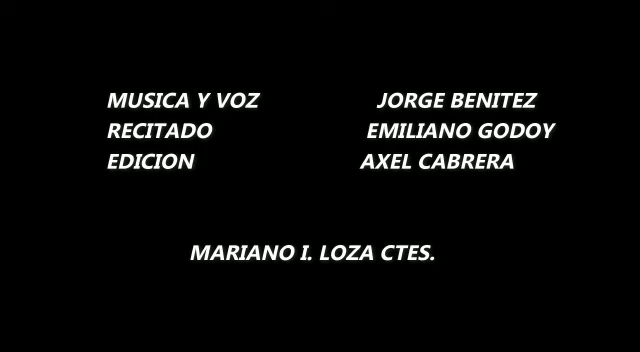 MUSICA Y VOZ JORGE BENITEZ
RECITADO EMILIANO GODOY
EDICION AXEL CABRERA
MARIANO I. LOZA CTES.